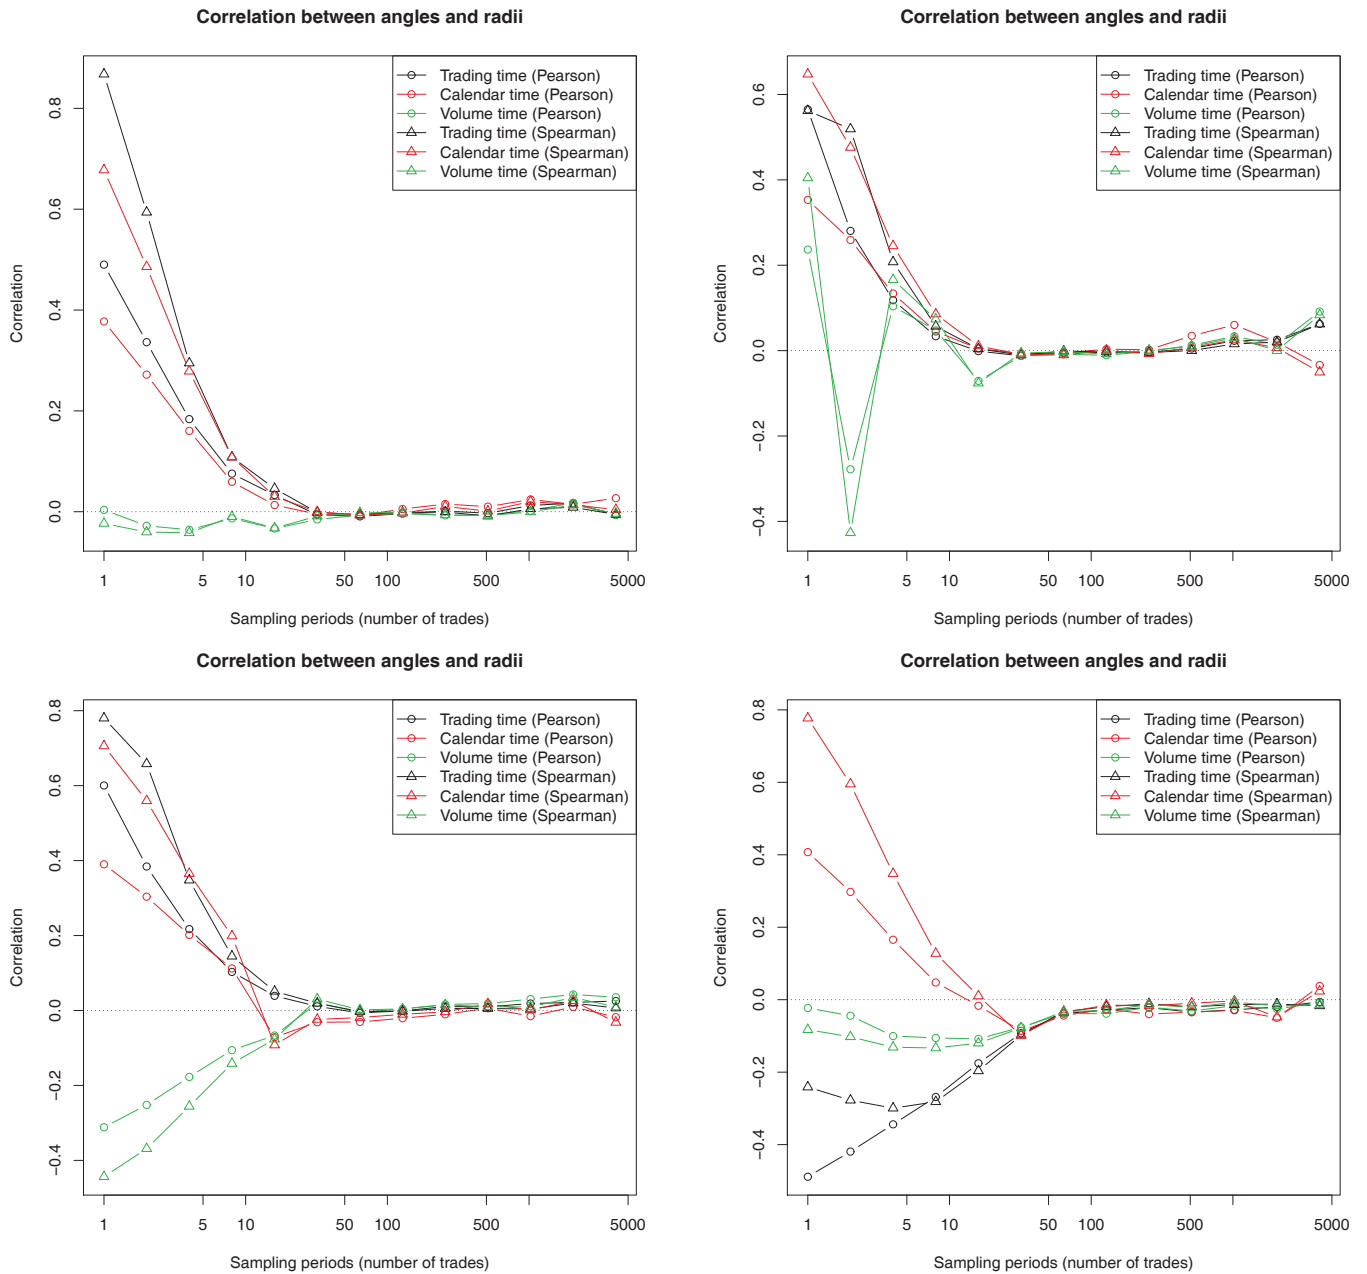 Correlation between angles and radii
Trading time (Pearson)
Calendar time (Pearson)
Volume time (Pearson)
Trading time (Spearman)
Calendar time (Spearman)
Volume time (Spearman)
Correlation
0.8
0.6
0.4
0.2
0.0
1 5 10 50 100 500 5000
Sampling periods (number of trades)
Correlation between angles and radii
Trading time (Pearson)
Calendar time (Pearson)
Volume time (Pearson)
Trading time (Spearman)
Calendar time (Spearman)
Volume time (Spearman)
Correlation
0.6
0.4
0.2
0.0
−0.2
−0.4
1 5 10 50 100 500 5000
Sampling periods (number of trades)
Correlation between angles and radii
Trading time (Pearson)
Calendar time (Pearson)
Volume time (Pearson)
Trading time (Spearman)
Calendar time (Spearman)
Volume time (Spearman)
Correlation
0.8
0.6
0.4
0.2
0.0
−0.2
−0.4
1 5 10 50 100 500 5000
Sampling periods (number of trades)
Correlation between angles and radii
Trading time (Pearson)
Calendar time (Pearson)
Volume time (Pearson)
Trading time (Spearman)
Calendar time (Spearman)
Volume time (Spearman)
Correlation
0.8
0.6
0.4
0.2
0.0
−0.2
−0.4
1 5 10 50 100 500 5000
Sampling periods (number of trades)